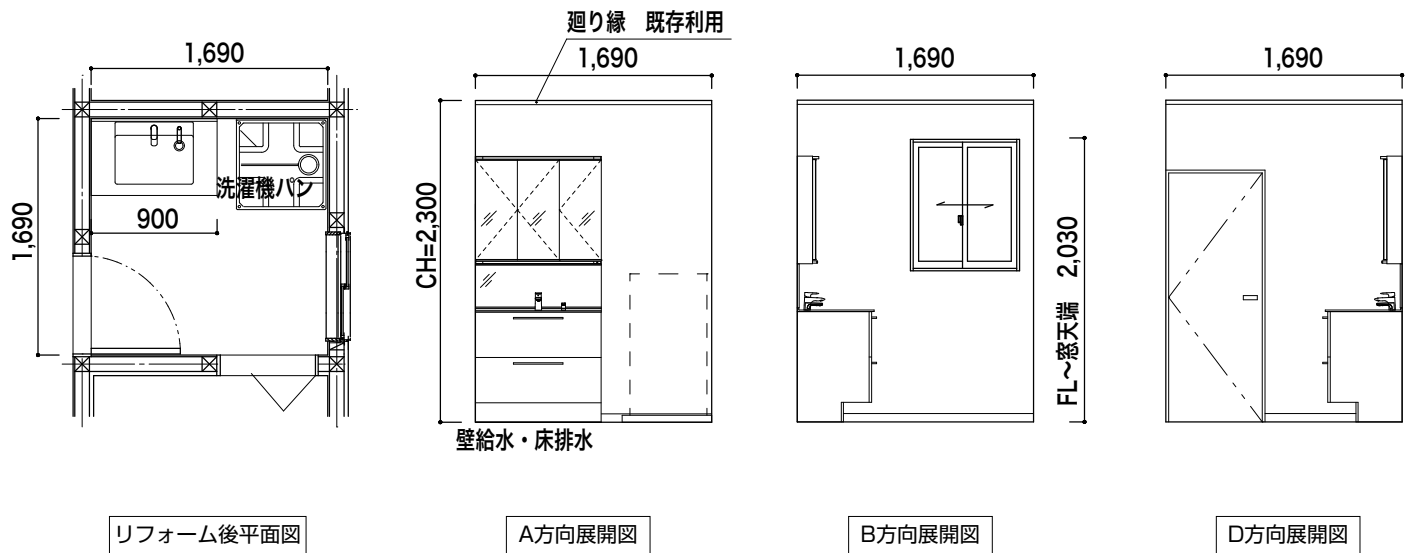 廻り縁　既存利用
1,690
1,690
1,690
1,690
1,690
洗濯機パン
900
CH=2,300
FL〜窓天端　2,030
壁給水・床排水
リフォーム後平面図
A方向展開図
B方向展開図
D方向展開図